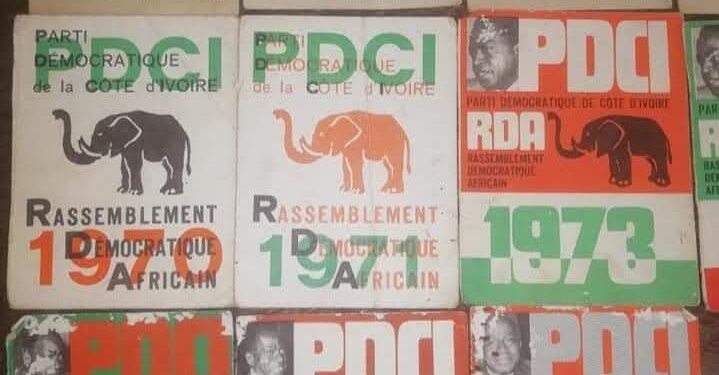 PARTI
DÉMOCRATIQUE
de la CÔTE d'IVOIRE
PDCI
RASSEMBLEMENT
DÉMOCRATIQUE
AFRICAIN
1970
PARTI
DÉMOCRATIQUE
de la CÔTE d'IVOIRE
PDCI
RASSEMBLEMENT
DÉMOCRATIQUE
AFRICAIN
1971
PDCI
PARTI DÉMOCRATIQUE DE CÔTE D'IVOIRE
RDA
RASSEMBLEMENT
DÉMOCRATIQUE
AFRICAIN
1973
PDCI
PDCI